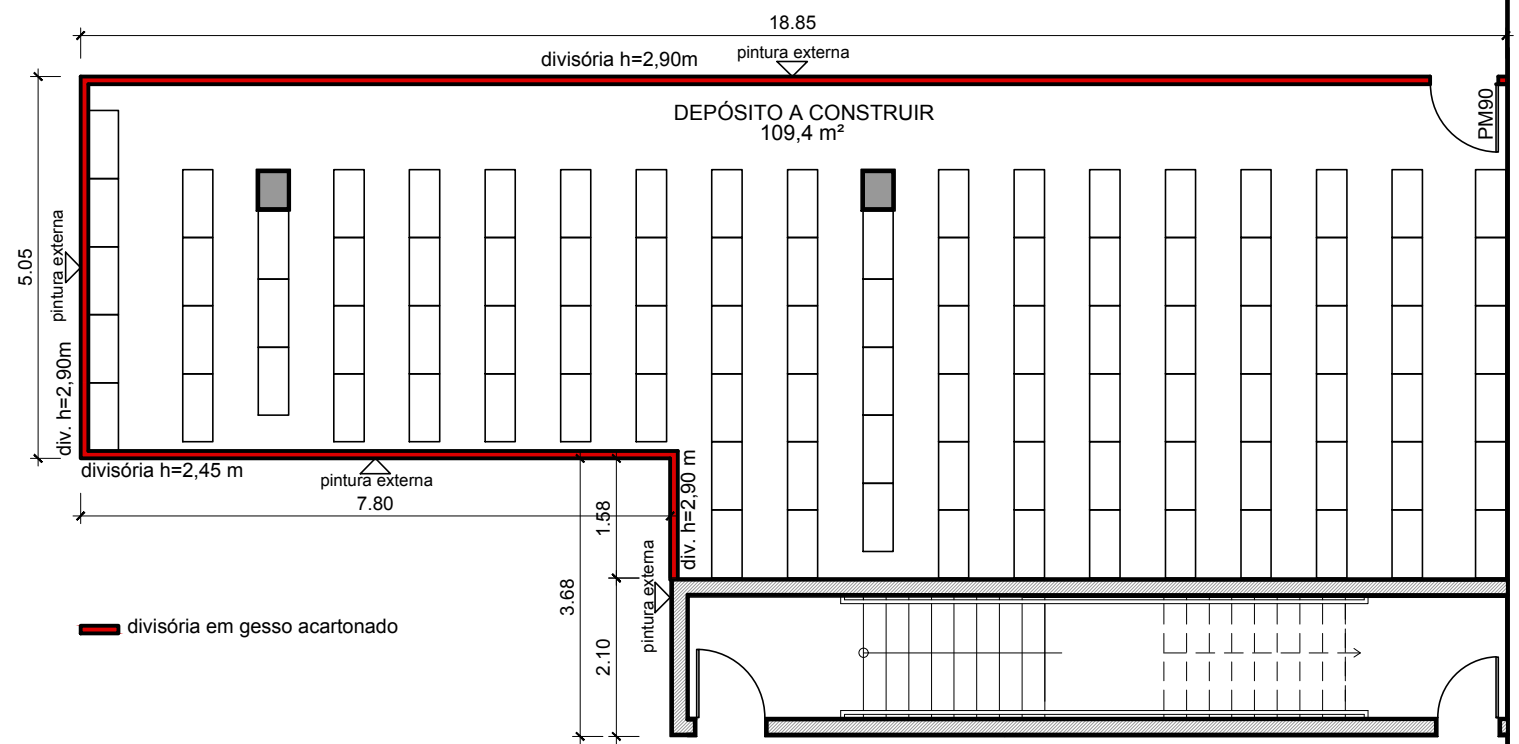 18.85
divisória h=2,90m
pintura externa
DEPÓSITO A CONSTRUIR
109,4 m²
PM90
5.05
pintura externa
div. h=2,90m
divisória h=2,45 m
pintura externa
7.80
1.58
div. h=2,90 m
3.68
pintura externa
2.10
divisória em gesso acartonado